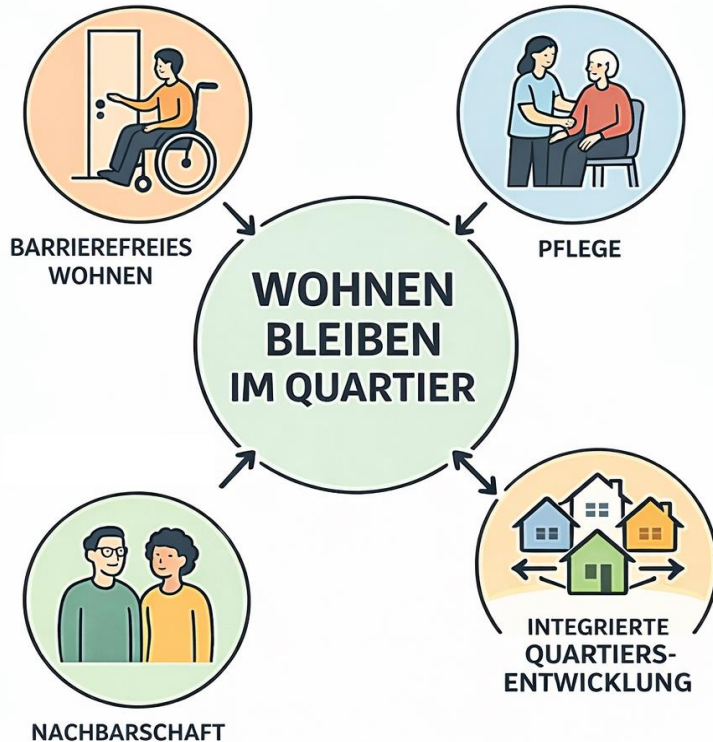 BARRIEREFREIES
WOHNEN
PFLEGE
WOHNEN
BLEIBEN
IM QUARTIER
NACHBARSCHAFT
INTEGRIERTE
QUARTIERS-
ENTWICKLUNG